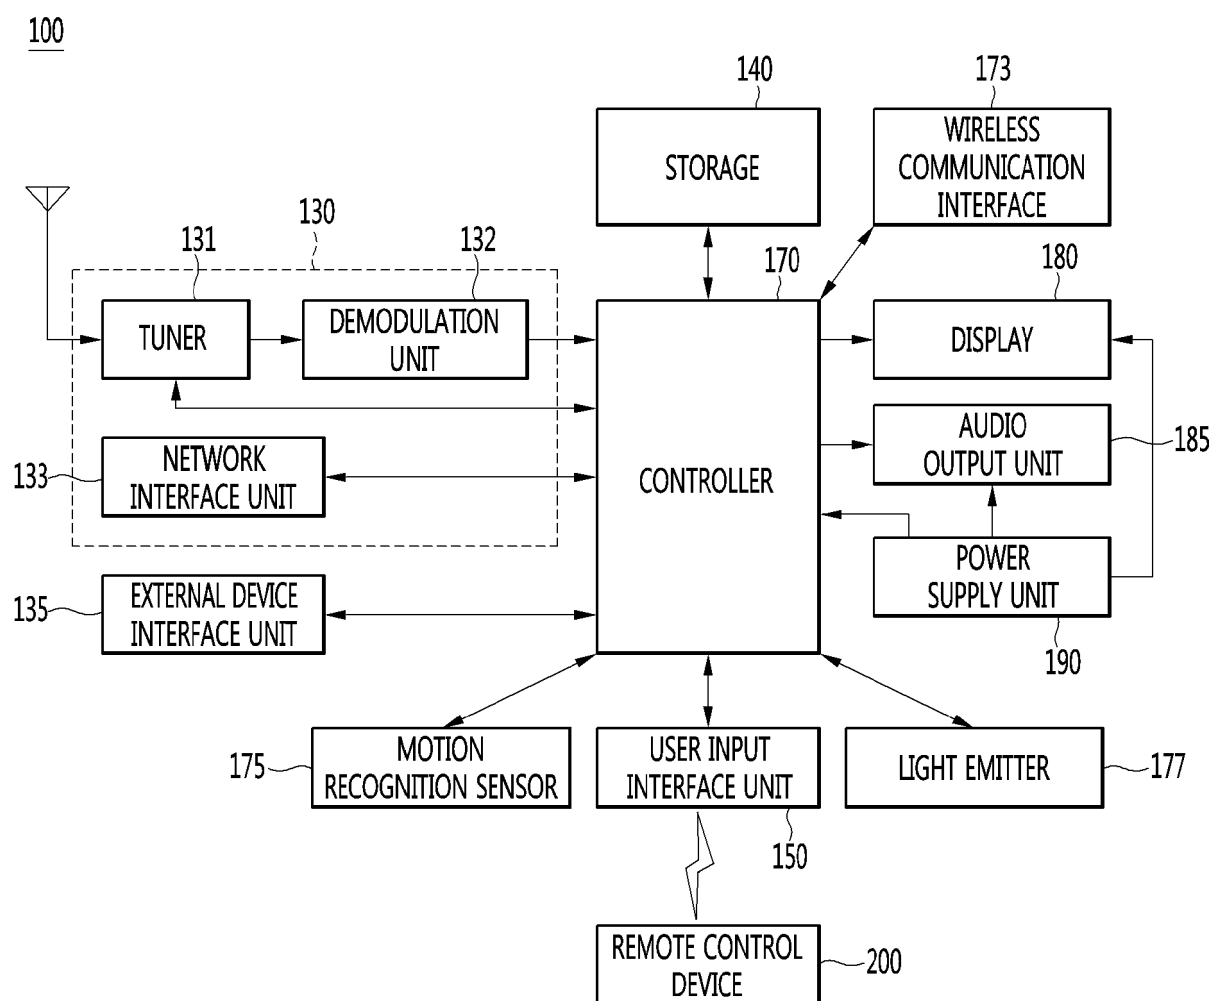 100
140
173
STORAGE
WIRELESS
COMMUNICATION
INTERFACE
130
131
132
170
180
TUNER
DEMODULATION
UNIT
DISPLAY
AUDIO
OUTPUT UNIT
185
133
NETWORK
INTERFACE UNIT
CONTROLLER
POWER
SUPPLY UNIT
190
135
EXTERNAL DEVICE
INTERFACE UNIT
175
MOTION
RECOGNITION SENSOR
USER INPUT
INTERFACE UNIT
150
LIGHT EMITTER
177
REMOTE CONTROL
DEVICE
200